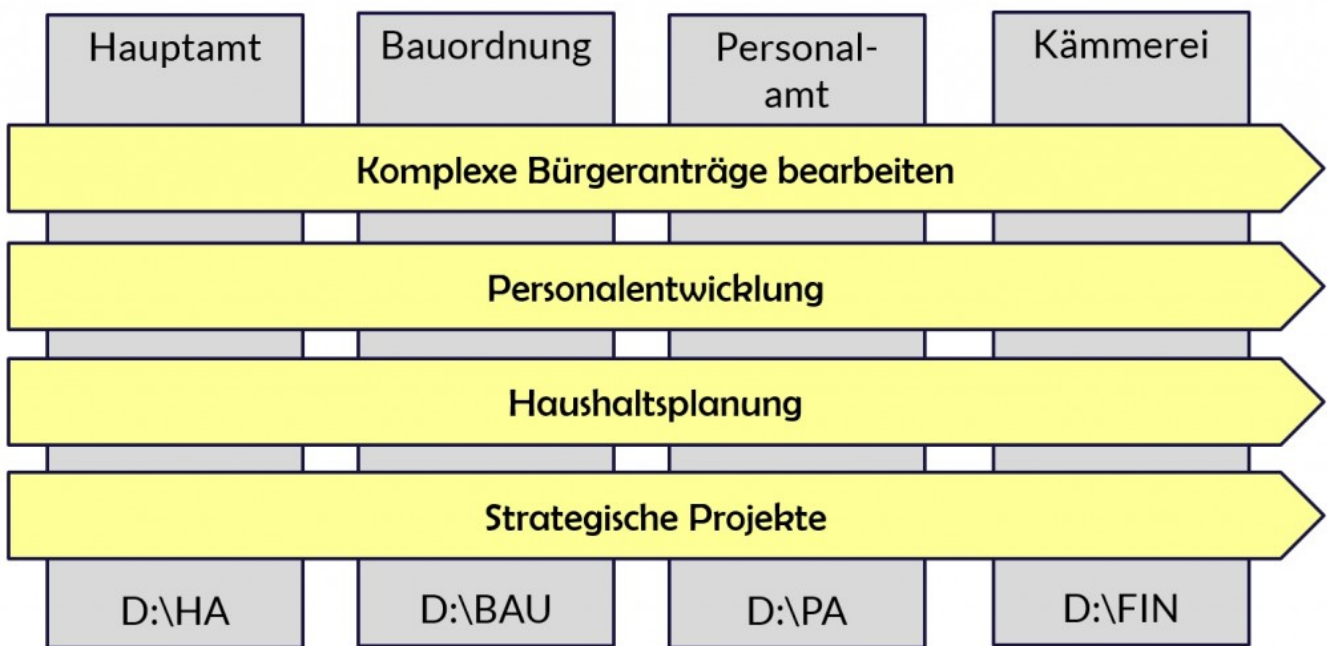 Hauptamt
Bauordnung
Personal-
amt
Kämmerei
Komplexe Bürgeranträge bearbeiten
Personalentwicklung
Haushaltsplanung
Strategische Projekte
D:\HA
D:\BAU
D:\PA
D:\FIN